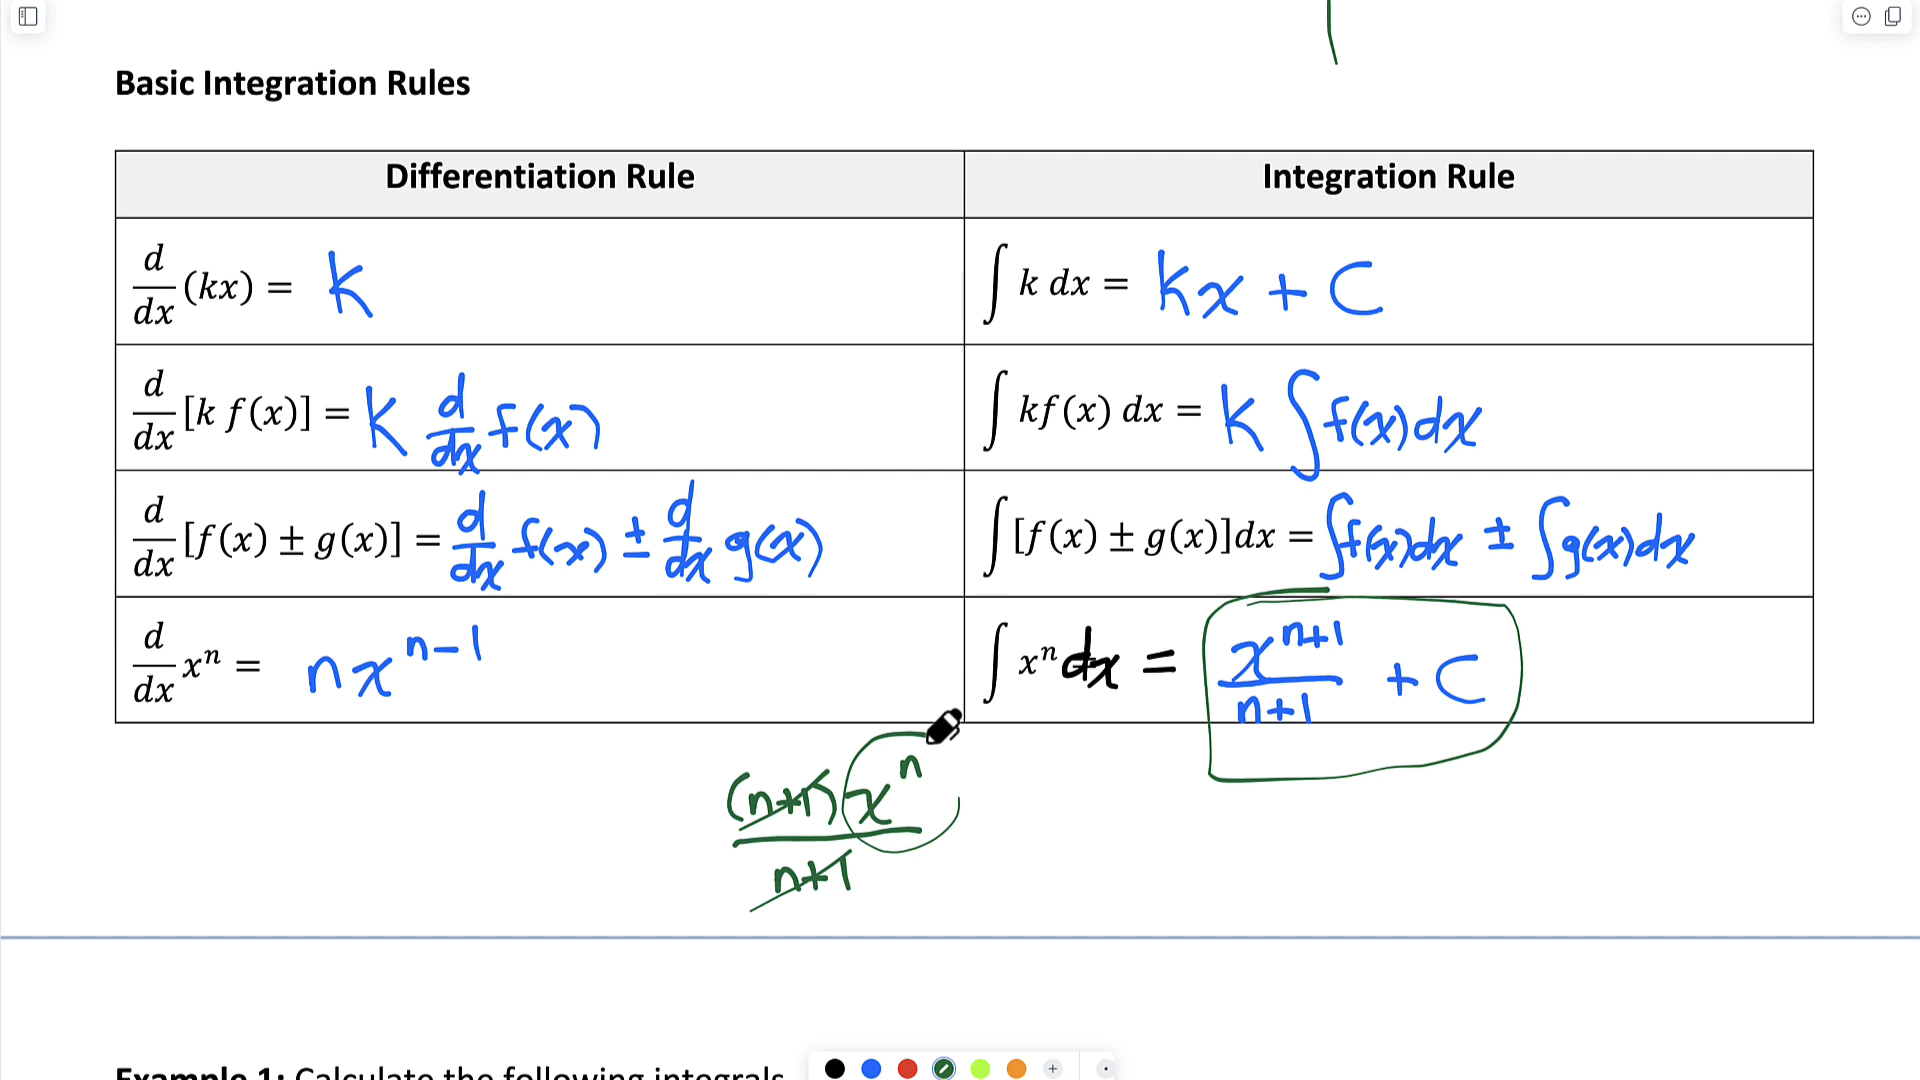 Basic Integration Rules
Differentiation Rule Integration Rule
d/dx (kx) = k ∫ k dx = kx + C
d/dx [k f(x)] = k d/dx f(x) ∫ kf(x) dx = k ∫ f(x)dx
d/dx [f(x) ± g(x)] = d/dx f(x) ± d/dx g(x) ∫ [f(x) ± g(x)]dx = ∫f(x)dx ± ∫g(x)dx
d/dx xⁿ = nxⁿ⁻¹ ∫ xⁿ dx = xⁿ⁺¹/n+1 + C
(n+1)xⁿ/n+1
Example 1: Calculate the following integrals